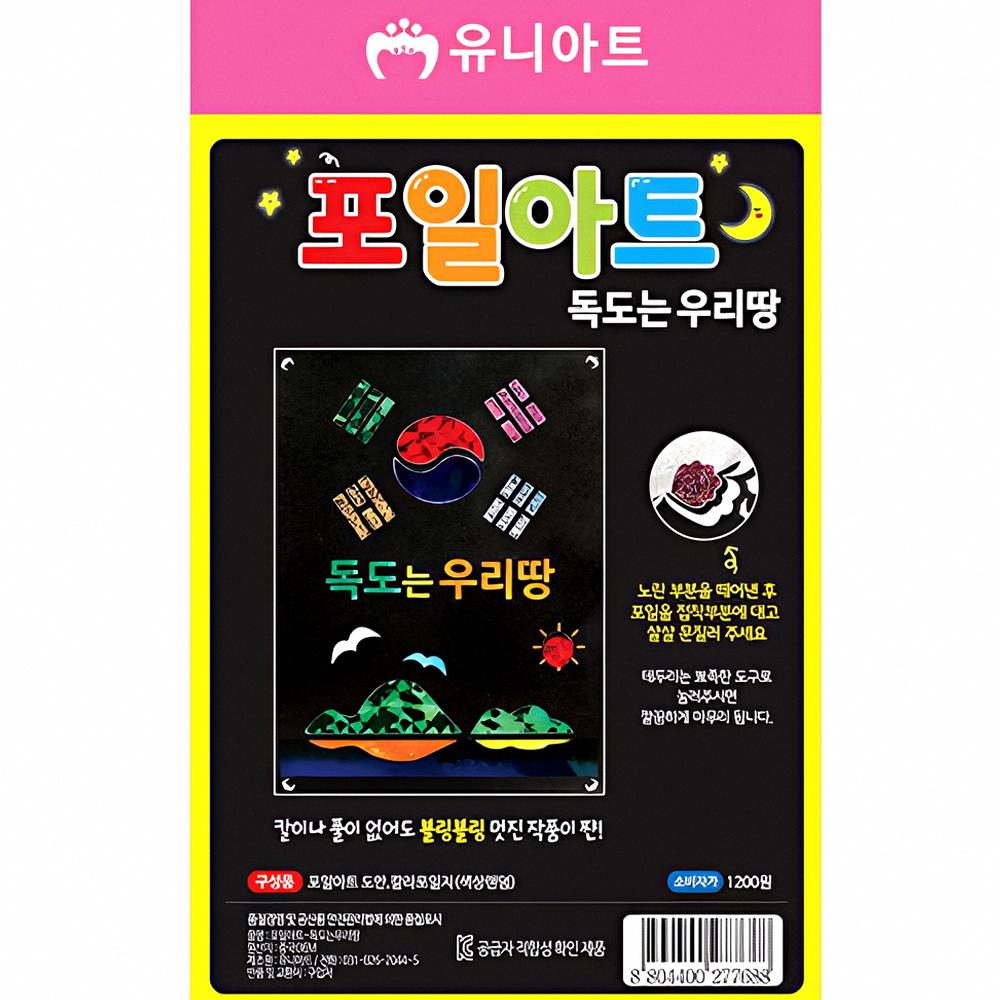 유니아트
포일아트
독도는 우리땅
독도는 우리땅
노란 부분을 떼어낸 후
포일을 점착부분에 대고
살살 문질러 주세요
테두리는 뾰족한 도구로
눌러주시면
깔끔하게 마무리 됩니다.
칼이나 풀이 없어도 블링블링 멋진 작품이 짠!
구성품 포일아트 도안, 칼라포일지(색상랜덤)
소비자가 1200원
공급자 적합성 확인 제품